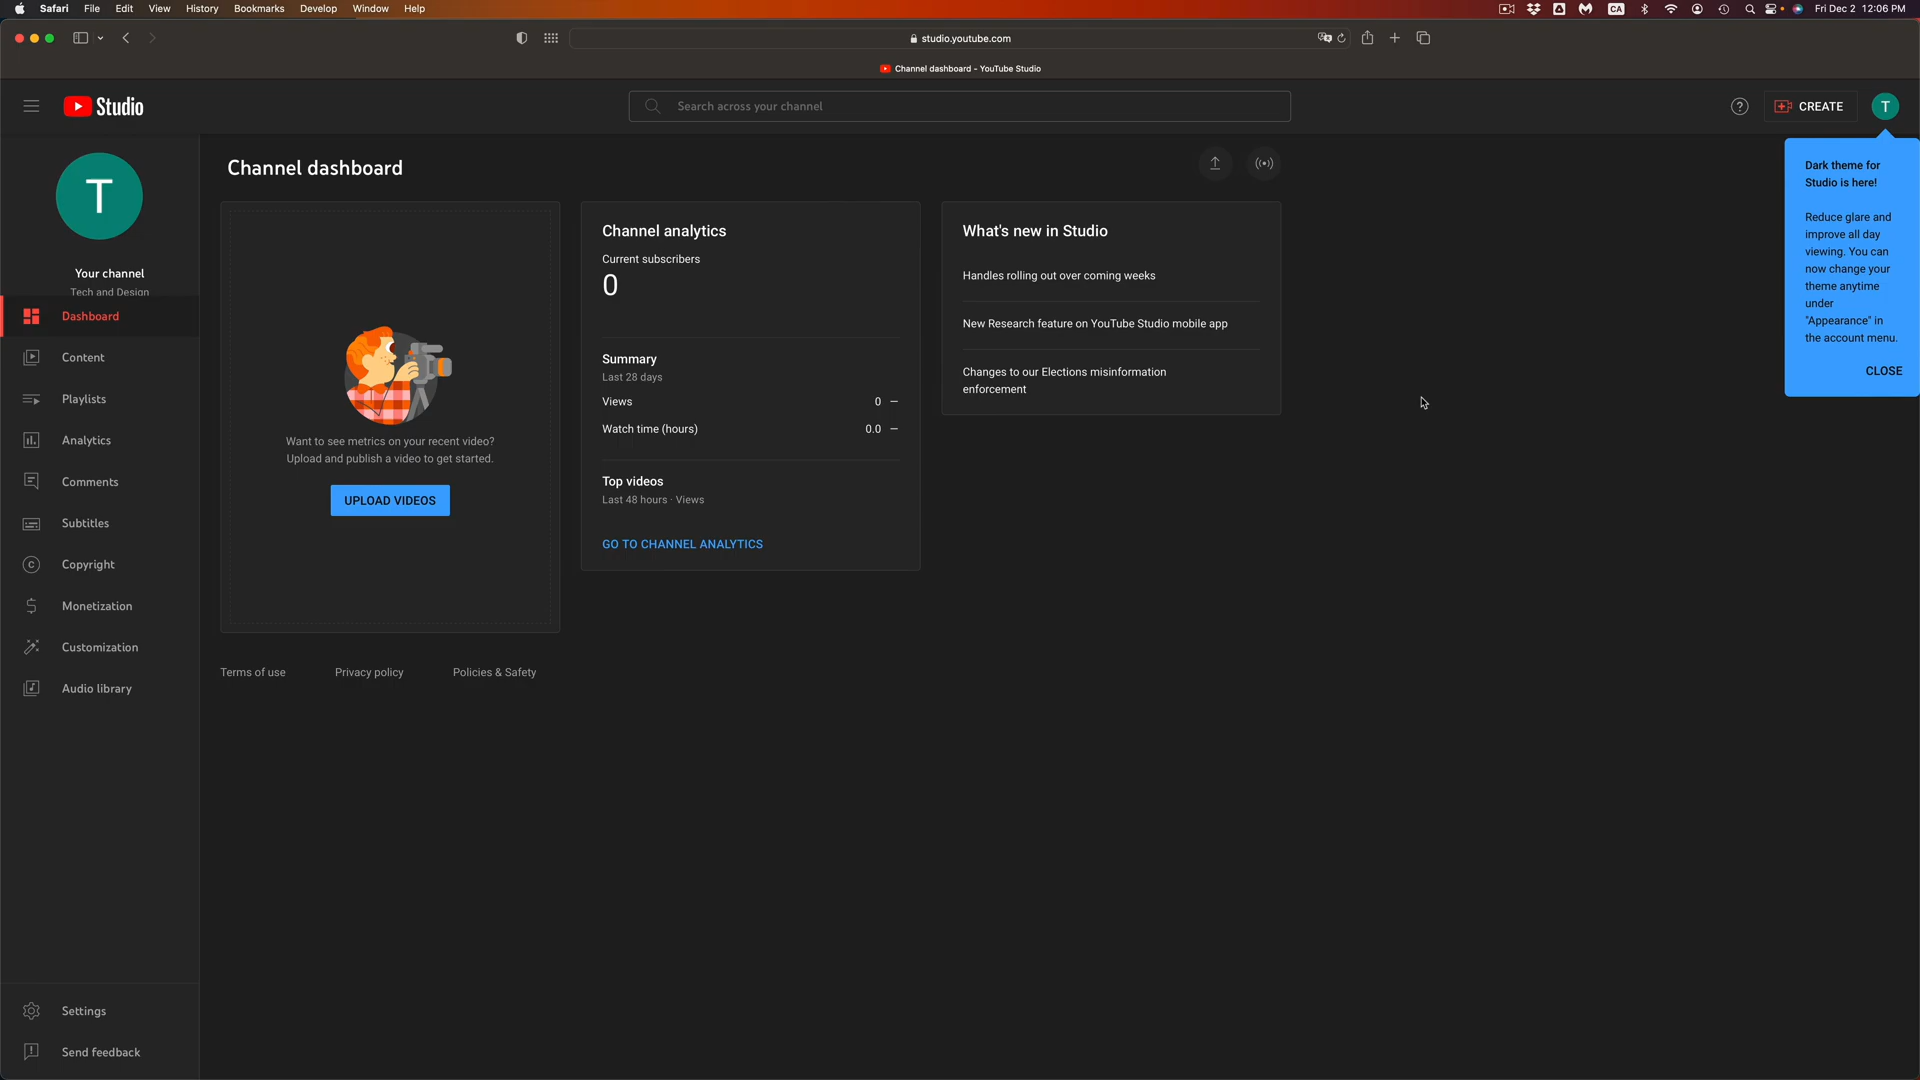 Safari File Edit View History Bookmarks Develop Window Help
CA
Fri Dec 2 12:06 PM
studio.youtube.com
Channel dashboard - YouTube Studio
Studio
Search across your channel
CREATE
T
T
Your channel
Tech and Design
Dashboard
Content
Playlists
Analytics
Comments
Subtitles
Copyright
Monetization
Customization
Audio library
Settings
Send feedback
Channel dashboard
Want to see metrics on your recent video?
Upload and publish a video to get started.
UPLOAD VIDEOS
Channel analytics
Current subscribers
0
Summary
Last 28 days
Views 0 —
Watch time (hours) 0.0 —
Top videos
Last 48 hours · Views
GO TO CHANNEL ANALYTICS
What's new in Studio
Handles rolling out over coming weeks
New Research feature on YouTube Studio mobile app
Changes to our Elections misinformation
enforcement
Dark theme for
Studio is here!
Reduce glare and
improve all day
viewing. You can
now change your
theme anytime
under
"Appearance" in
the account menu.
CLOSE
Terms of use
Privacy policy
Policies & Safety